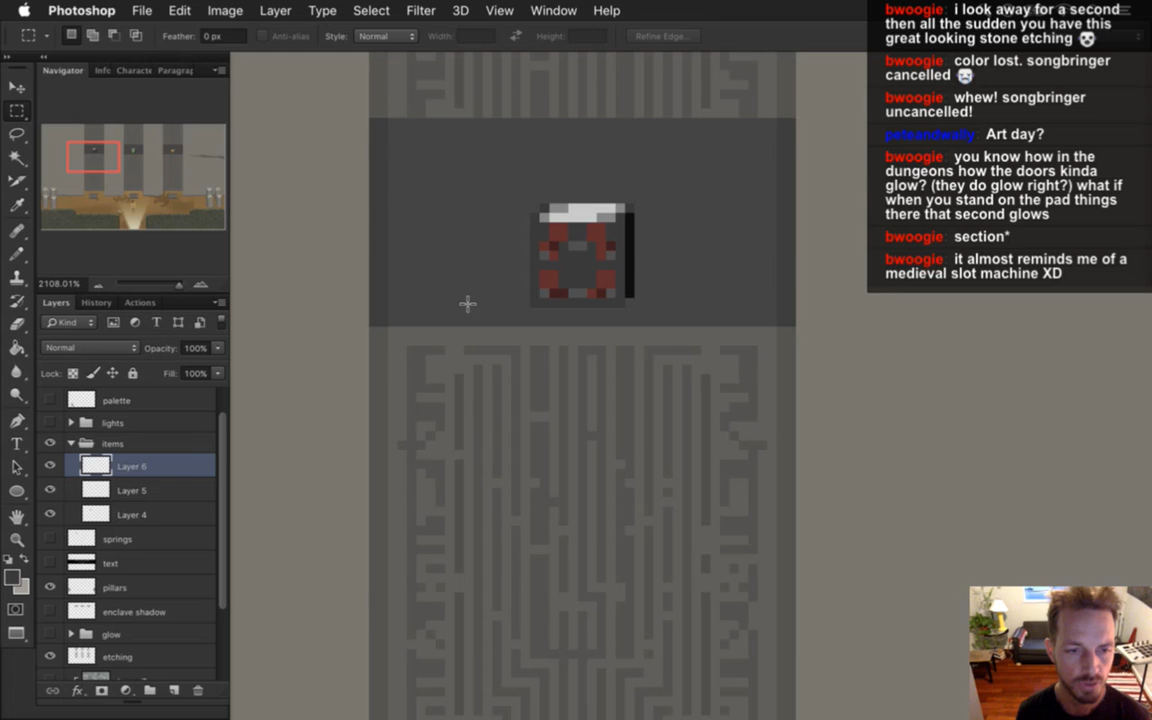 Photoshop File Edit Image Layer Type Select Filter 3D View Window Help
Feather: 0 px Anti-alias Style: Normal Width: Height: Refine Edge...
Navigator Info Characte Paragraj
2108.01%
Layers History Actions
Kind
Normal Opacity: 100%
Lock: Fill: 100%
palette
lights
items
Layer 6
Layer 5
Layer 4
springs
text
pillars
enclave shadow
glow
etching
fx
bwoogie: i look away for a second
then all the sudden you have this
great looking stone etching
bwoogie: color lost. songbringer
cancelled
bwoogie: whew! songbringer
uncancelled!
peteandwally: Art day?
bwoogie: you know how in the
dungeons how the doors kinda
glow? (they do glow right?) what if
when you stand on the pad things
there that second glows
bwoogie: section*
bwoogie: it almost reminds me of a
medieval slot machine XD